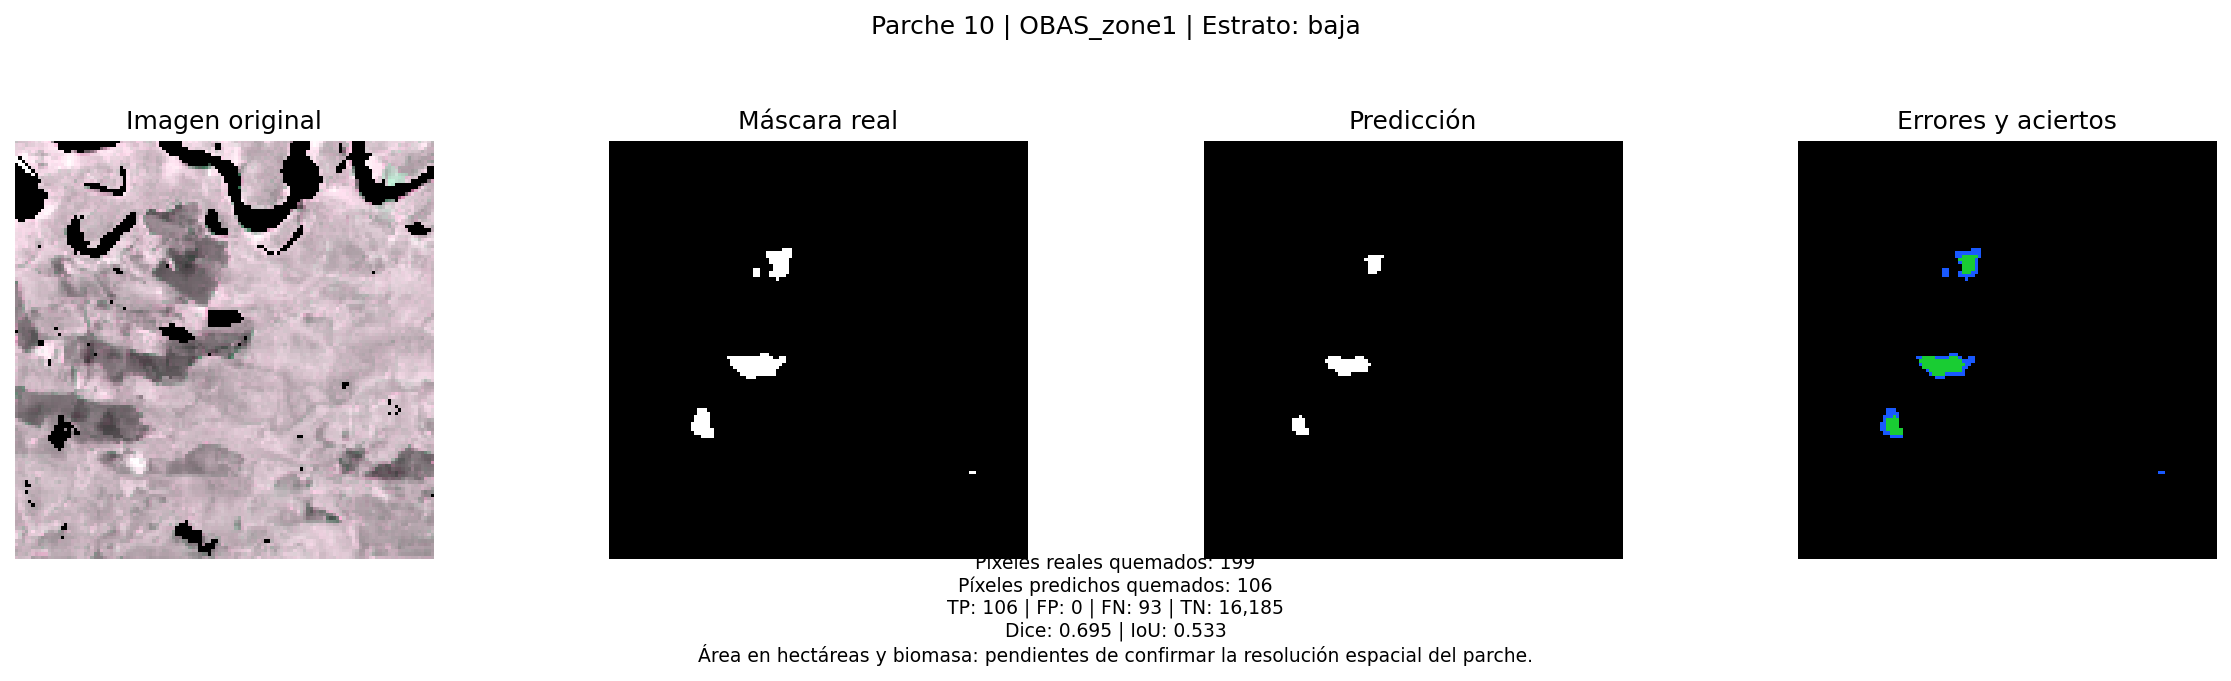 Parche 10 | OBAS_zone1 | Estrato: baja
Imagen original
Máscara real
Predicción
Errores y aciertos
Píxeles reales quemados: 199
Píxeles predichos quemados: 106
TP: 106 | FP: 0 | FN: 93 | TN: 16,185
Dice: 0.695 | IoU: 0.533
Área en hectáreas y biomasa: pendientes de confirmar la resolución espacial del parche.